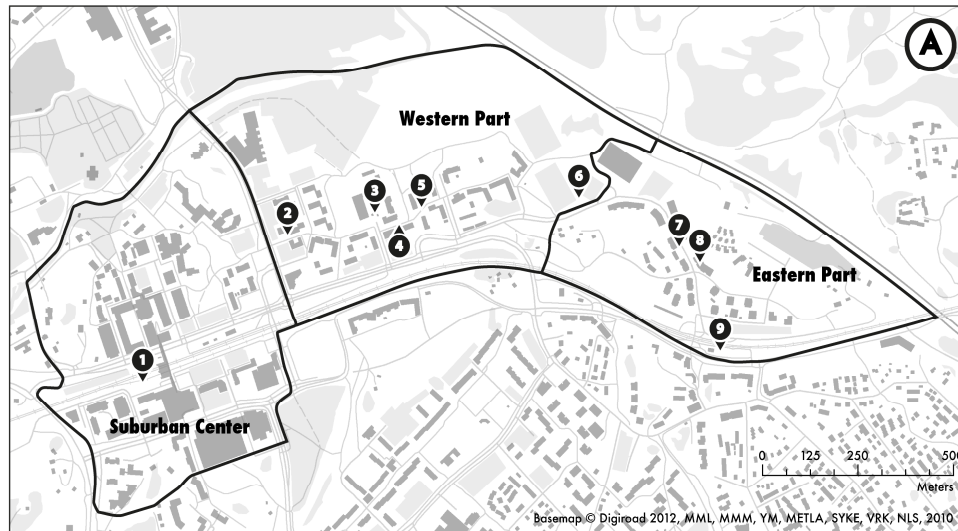 A
Western Part
5
3
6
2
4
7
8
Eastern Part
9
1
Suburban Center
0 125 250 500
Meters
Basemap © Digiroad 2012, MML, MMM, YM, METLA, SYKE, VRK, NLS, 2010